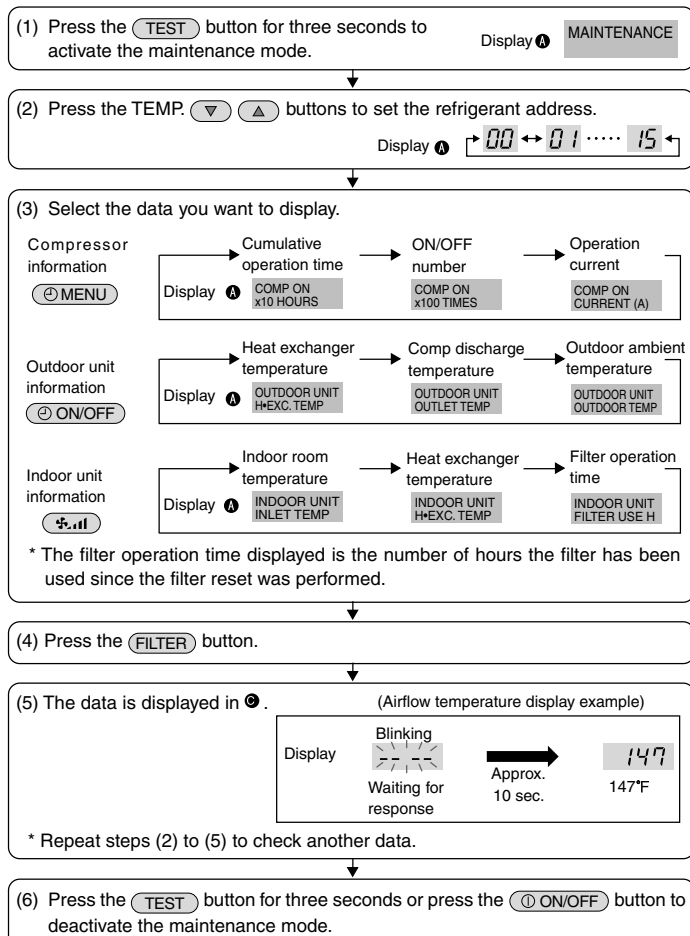 (1) Press the TEST button for three seconds to
activate the maintenance mode.
Display A MAINTENANCE
(2) Press the TEMP. ▽ △ buttons to set the refrigerant address.
Display A 00 ↔ 01 ····· 15
(3) Select the data you want to display.
Compressor
information
MENU
Cumulative
operation time
ON/OFF
number
Operation
current
Display A
COMP ON
x10 HOURS
COMP ON
x100 TIMES
COMP ON
CURRENT (A)
Outdoor unit
information
ON/OFF
Heat exchanger
temperature
Comp discharge
temperature
Outdoor ambient
temperature
Display A
OUTDOOR UNIT
H•EXC. TEMP
OUTDOOR UNIT
OUTLET TEMP
OUTDOOR UNIT
OUTDOOR TEMP
Indoor unit
information
Indoor room
temperature
Heat exchanger
temperature
Filter operation
time
Display A
INDOOR UNIT
INLET TEMP
INDOOR UNIT
H•EXC. TEMP
INDOOR UNIT
FILTER USE H
* The filter operation time displayed is the number of hours the filter has been
used since the filter reset was performed.
(4) Press the FILTER button.
(5) The data is displayed in C .
(Airflow temperature display example)
Display
Blinking
-- --
Waiting for
response
Approx.
10 sec.
147
147°F
* Repeat steps (2) to (5) to check another data.
(6) Press the TEST button for three seconds or press the ON/OFF button to
deactivate the maintenance mode.